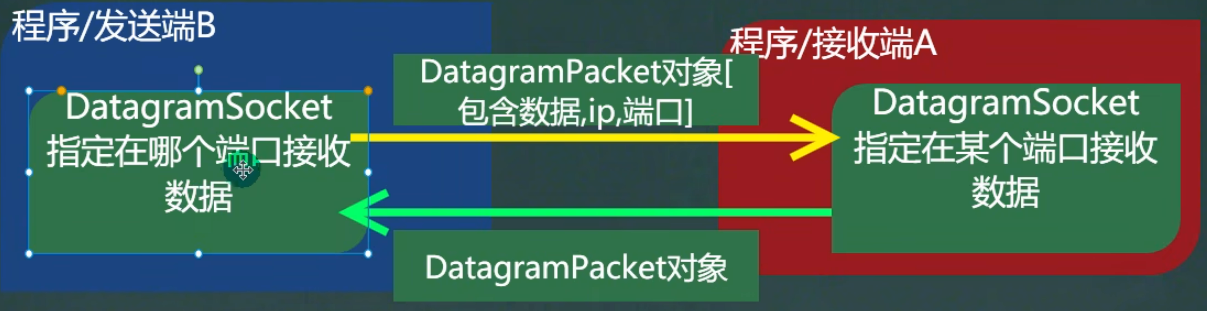 程序/发送端B
DatagramSocket
指定在哪个端口接收
数据
DatagramPacket对象[
包含数据,ip,端口]
DatagramPacket对象
程序/接收端A
DatagramSocket
指定在某个端口接收
数据